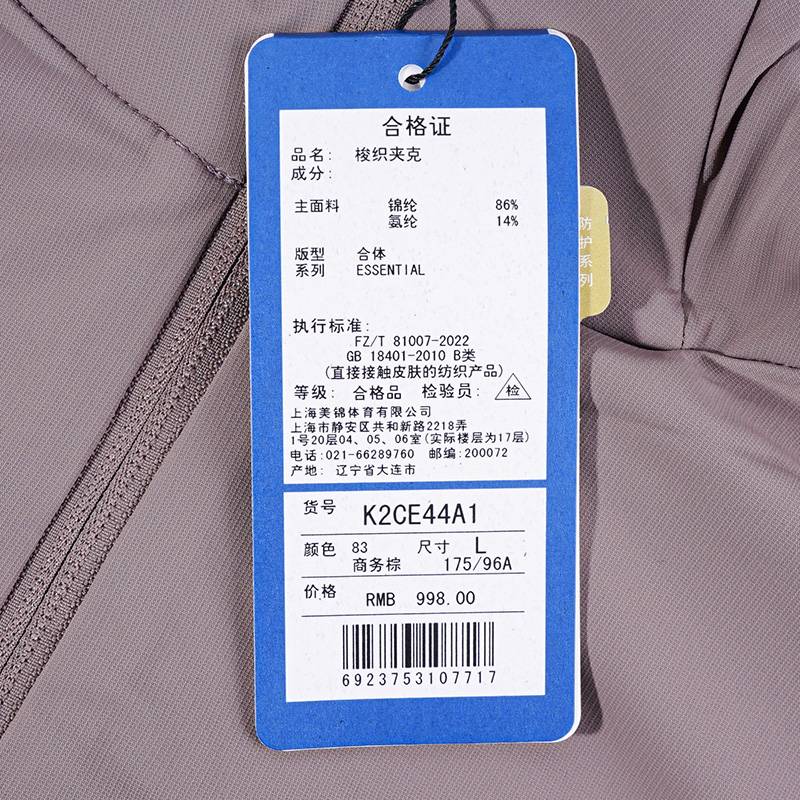 合格证
品名: 梭织夹克
成分:
主面料 锦纶 86%
氨纶 14%
版型 合体
系列 ESSENTIAL
执行标准:
FZ/T 81007-2022
GB 18401-2010 B类
(直接接触皮肤的纺织产品)
等级: 合格品 检验员: 检
上海美锦体育有限公司
上海市静安区共和新路2218弄
1号20层04、05、06室(实际楼层为17层)
电话:021-66289760 邮编:200072
产地: 辽宁省大连市
货号 K2CE44A1
颜色 83 尺寸 L
商务棕 175/96A
价格 RMB 998.00
6923753107717
防护系列